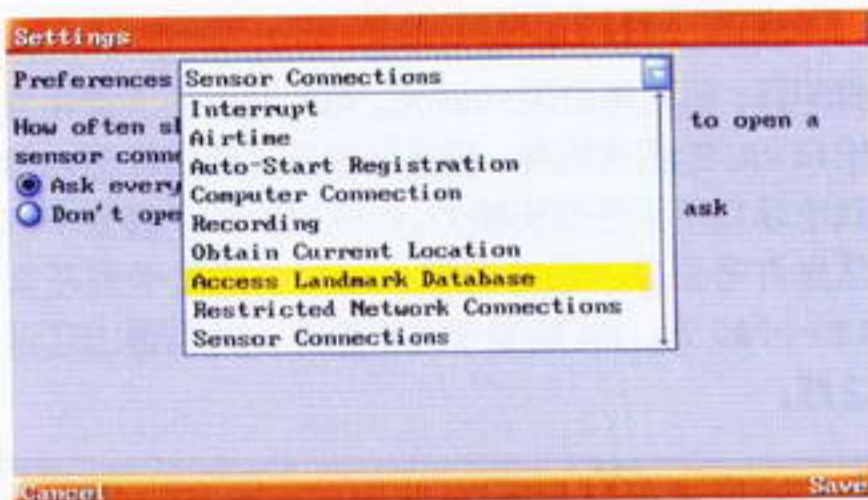 Settings
Preferences Sensor Connections
Interrupt
How often sl
to open a
Airtime
sensor conne
Auto-Start Registration
Ask every
Computer Connection
Don't ope
ask
Recording
Obtain Current Location
Access Landmark Database
Restricted Network Connections
Sensor Connections
Cancel
Save